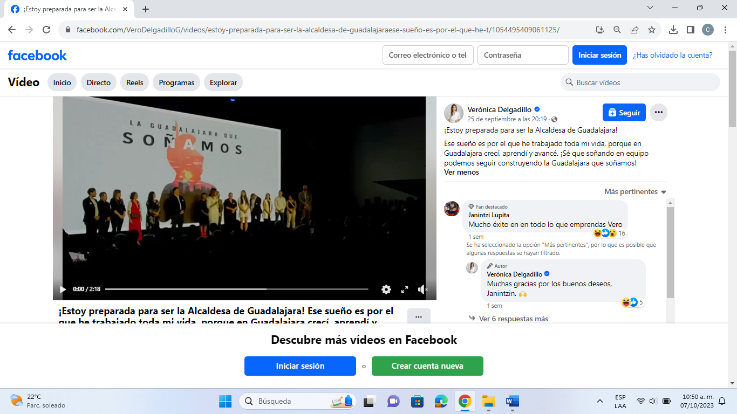 ¡Estoy preparada para ser la Alc
facebook.com/VeroDelgadilloG/videos/estoy-preparada-para-ser-la-alcaldesa-de-guadalajaraese-sueño-es-por-el-que-he-t/1054495409061125/
facebook
Correo electrónico o tel
Contraseña
Iniciar sesión
¿Has olvidado la cuenta?
Vídeo
Inicio
Directo
Reels
Programas
Explorar
Buscar vídeos
LA GUADALAJARA QUE
SOÑAMOS
0:00 / 2:18
Verónica Delgadillo
25 de septiembre a las 20:19 ·
Seguir
¡Estoy preparada para ser la Alcaldesa de Guadalajara!
Ese sueño es por el que he trabajado toda mi vida, porque en
Guadalajara crecí, aprendí y avancé. ¡Sé que soñando en equipo
podemos seguir construyendo la Guadalajara que soñamos!
Ver menos
Más pertinentes
Fan destacado
Janintzi Lupita
Mucho éxito en en todo lo que emprendas Vero
16
1 sem
Se ha seleccionado la opción "Más pertinentes", por lo que es posible que
algunas respuestas se hayan filtrado.
Autor
Verónica Delgadillo
Muchas gracias por los buenos deseos,
Janintzin.
5
1 sem
Ver 6 respuestas más
¡Estoy preparada para ser la Alcaldesa de Guadalajara! Ese sueño es por el
que he trabajado toda mi vida, porque en Guadalajara crecí, aprendí y
Descubre más vídeos en Facebook
Iniciar sesión
o
Crear cuenta nueva
22°C
Parc. soleado
Búsqueda
ESP
LAA
10:50 a. m.
07/10/2023